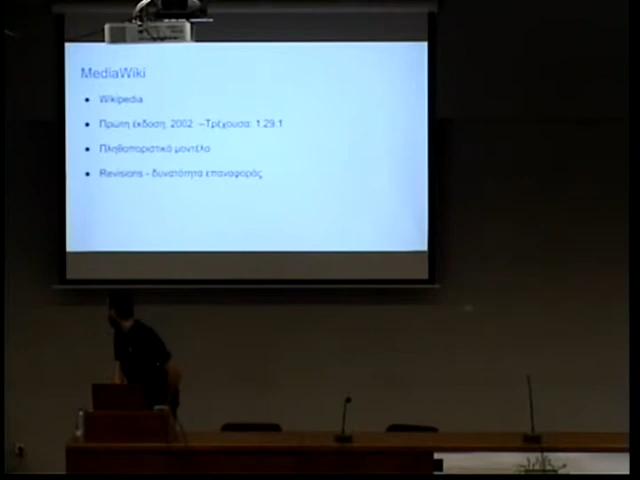 MediaWiki
• Wikipedia
• Πρώτη έκδοση: 2002 –Τρέχουσα: 1.29.1
• Πληθοποριστικό μοντέλο
• Revisions - δυνατότητα επαναφοράς